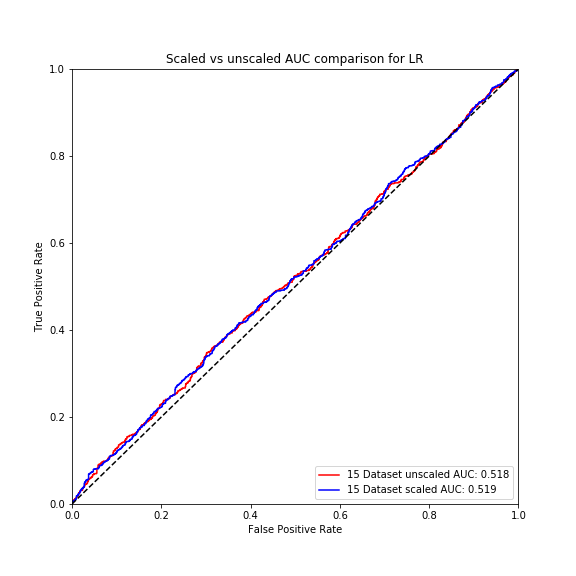 Scaled vs unscaled AUC comparison for LR
1.0
0.8
0.6
0.4
0.2
0.0
True Positive Rate
15 Dataset unscaled AUC: 0.518
15 Dataset scaled AUC: 0.519
0.0 0.2 0.4 0.6 0.8 1.0
False Positive Rate